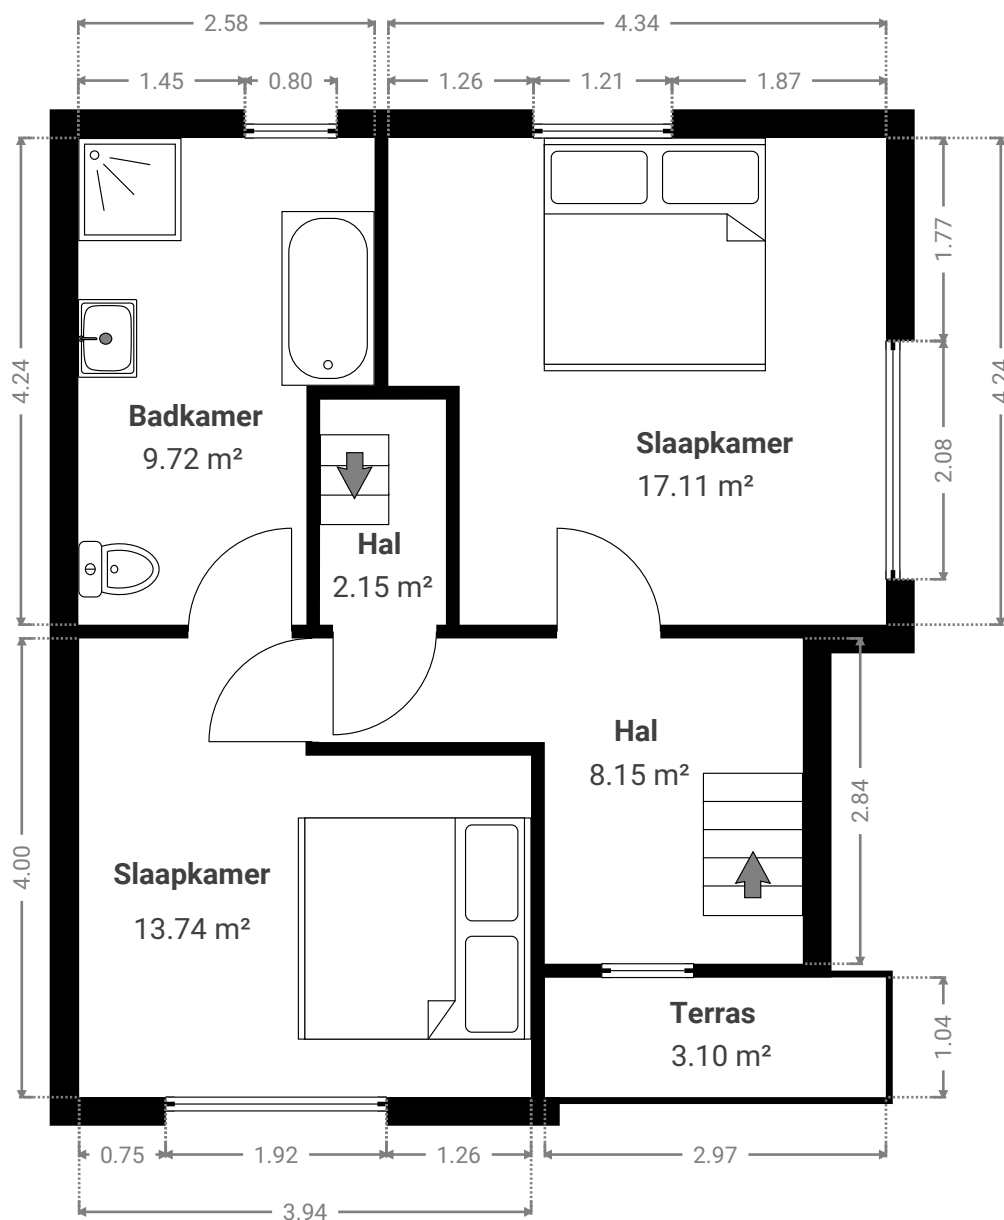 2.58
4.34
1.45
0.80
1.26
1.21
1.87
1.77
4.24
4.24
Badkamer
9.72 m²
Slaapkamer
17.11 m²
2.08
Hal
2.15 m²
Hal
8.15 m²
2.84
4.00
Slaapkamer
13.74 m²
Terras
3.10 m²
1.04
0.75
1.92
1.26
2.97
3.94